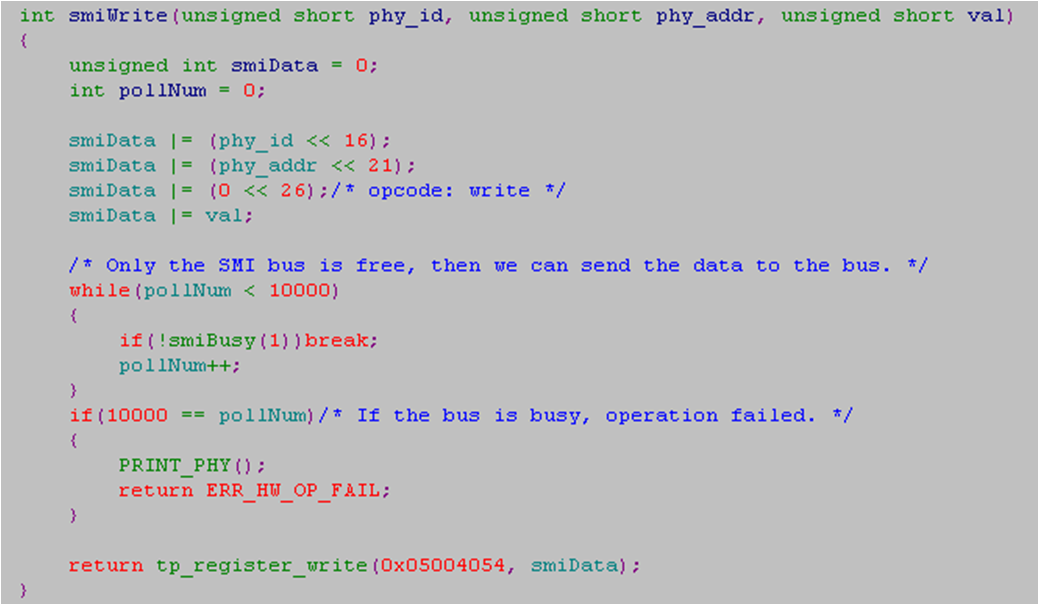 int smiWrite(unsigned short phy_id, unsigned short phy_addr, unsigned short val)
{
unsigned int smiData = 0;
int pollNum = 0;
smiData |= (phy_id << 16);
smiData |= (phy_addr << 21);
smiData |= (0 << 26);/* opcode: write */
smiData |= val;
/* Only the SMI bus is free, then we can send the data to the bus. */
while(pollNum < 10000)
{
if(!smiBusy(1))break;
pollNum++;
}
if(10000 == pollNum)/* If the bus is busy, operation failed. */
{
PRINT_PHY();
return ERR_HW_OP_FAIL;
}
return tp_register_write(0x05004054, smiData);
}